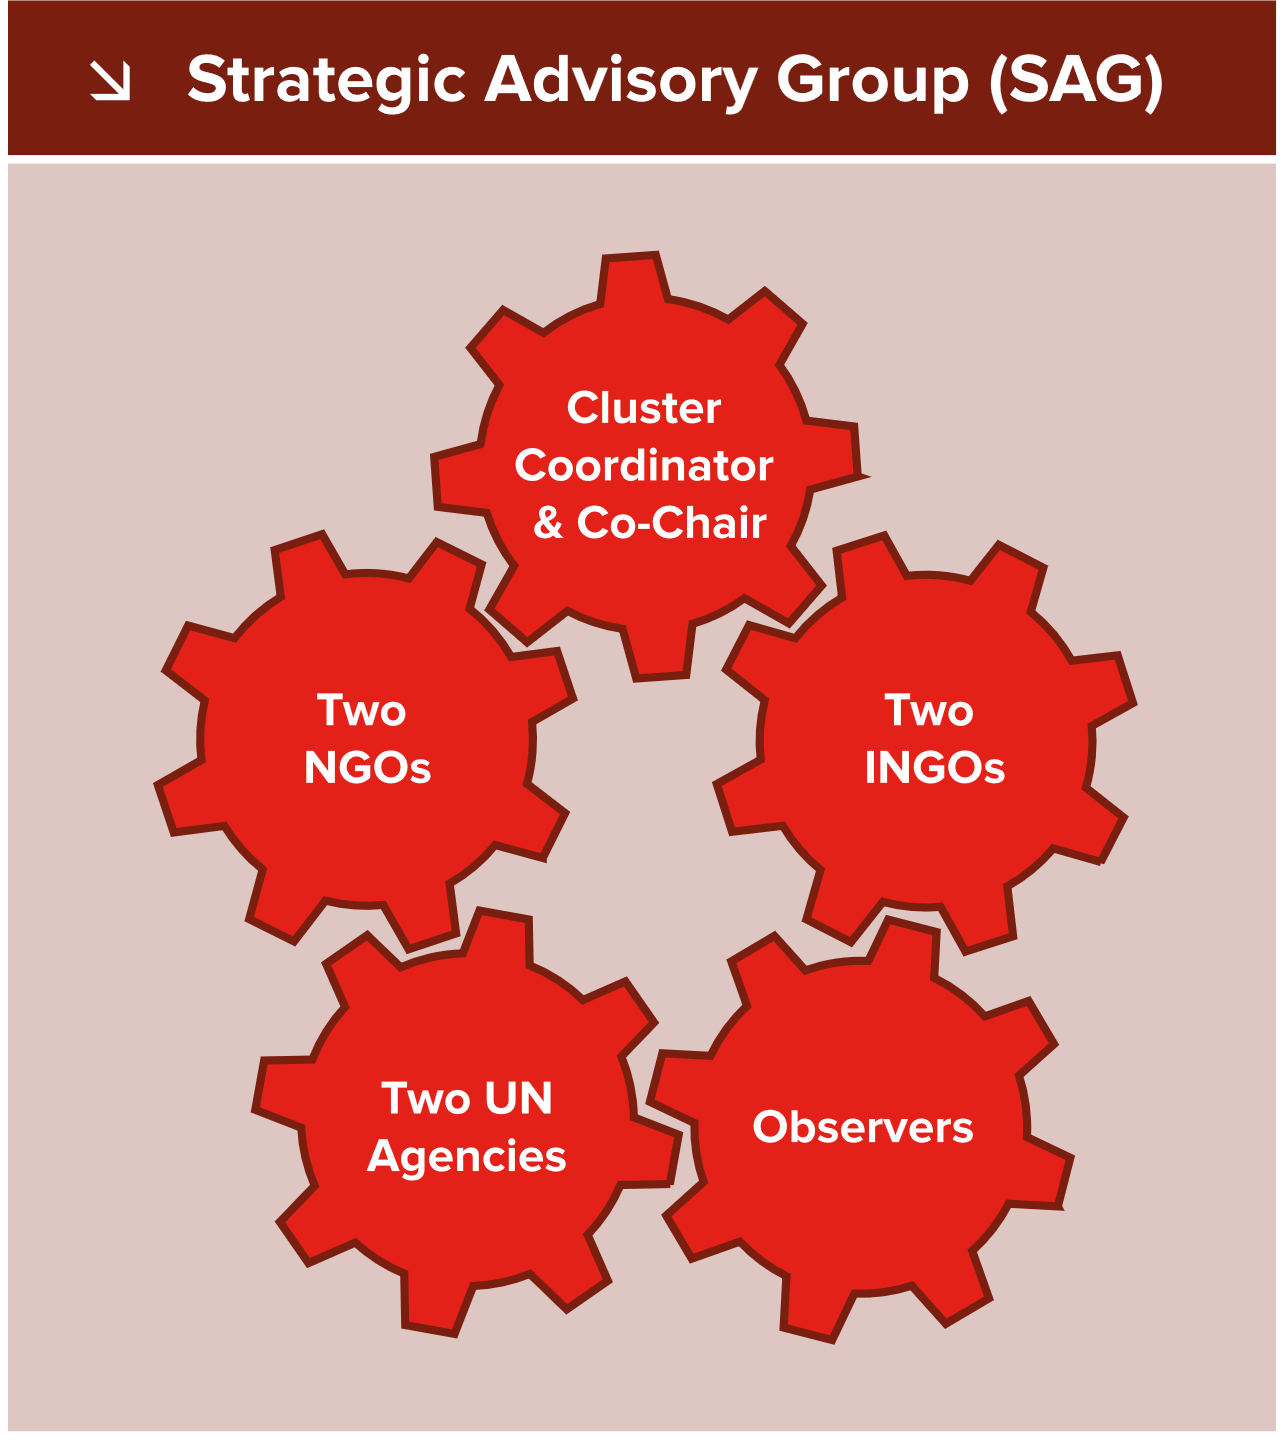 Strategic Advisory Group (SAG)
Cluster
Coordinator
& Co-Chair
Two
NGOs
Two
INGOs
Two UN
Agencies
Observers